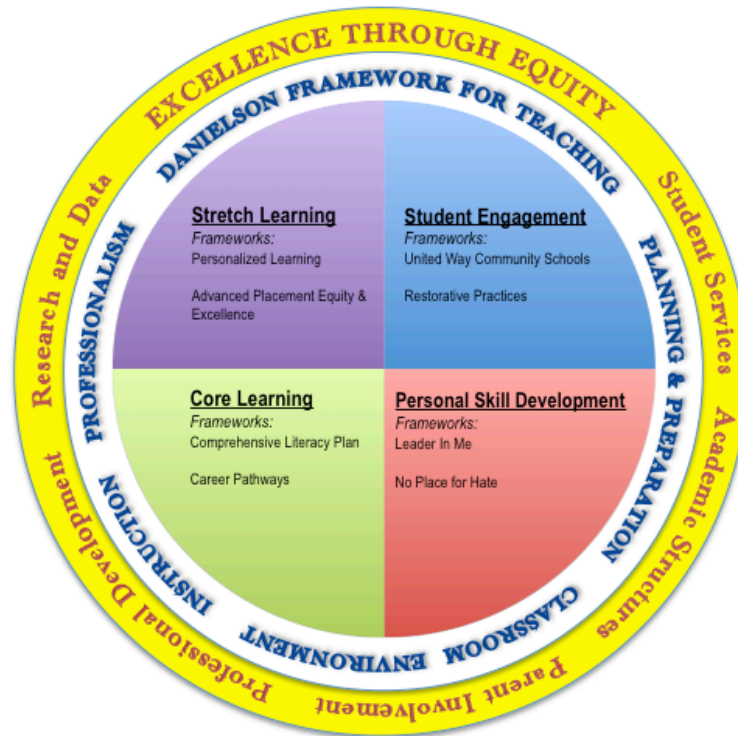 EXCELLENCE THROUGH EQUITY
Student Services
Academic Structures
Parent Involvement
Professional Development
Research and Data
DANIELSON FRAMEWORK FOR TEACHING
PLANNING & PREPARATION
CLASSROOM ENVIRONMENT
INSTRUCTION
PROFESSIONALISM
Stretch Learning
Frameworks:
Personalized Learning
Advanced Placement Equity &
Excellence
Student Engagement
Frameworks:
United Way Community Schools
Restorative Practices
Core Learning
Frameworks:
Comprehensive Literacy Plan
Career Pathways
Personal Skill Development
Frameworks:
Leader In Me
No Place for Hate